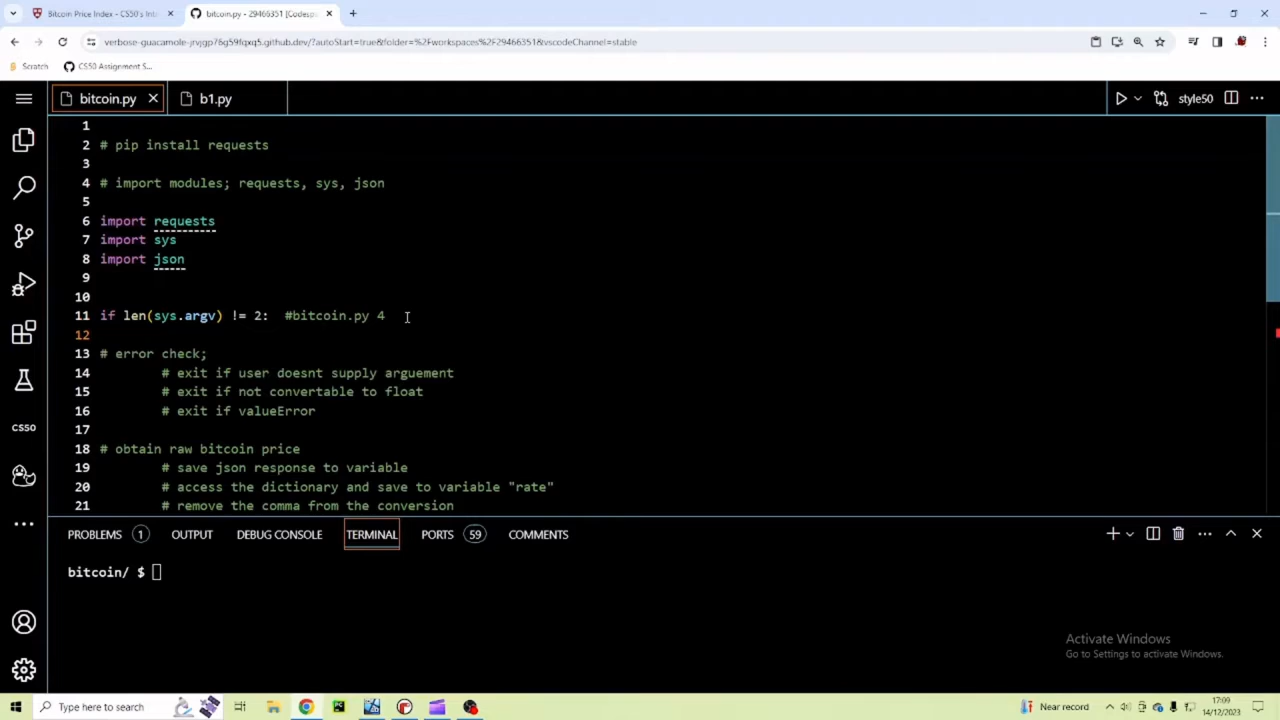 Bitcoin Price Index - CS50's Int
bitcoin.py - 29466351 [Codesp
verbose-guacamole-jrvjgp76g59fqxq5.github.dev/?autoStart=true&folder=%2Fworkspaces%2F29466351&vscodeChannel=stable
Scratch
CS50 Assignment S...
bitcoin.py
b1.py
style50
1
2 # pip install requests
3
4 # import modules; requests, sys, json
5
6 import requests
7 import sys
8 import json
9
10
11 if len(sys.argv) != 2: #bitcoin.py 4
12
13 # error check;
14 # exit if user doesnt supply arguement
15 # exit if not convertable to float
16 # exit if valueError
17
18 # obtain raw bitcoin price
19 # save json response to variable
20 # access the dictionary and save to variable "rate"
21 # remove the comma from the conversion
CS50
PROBLEMS 1 OUTPUT DEBUG CONSOLE TERMINAL PORTS 59 COMMENTS
bitcoin/ $
Activate Windows
Go to Settings to activate Windows.
Type here to search
Near record
17:09
14/12/2023